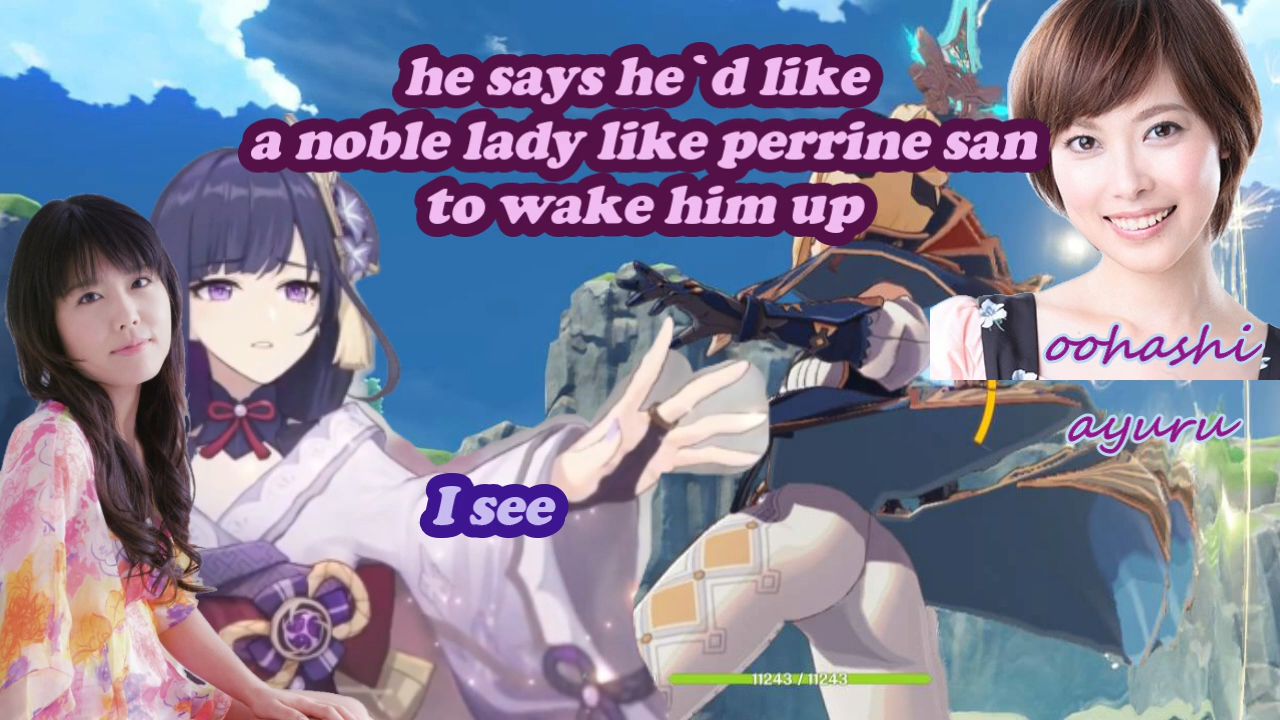 he says he`d like
a noble lady like perrine san
to wake him up
oohashi
ayuru
I see
11243 / 11243